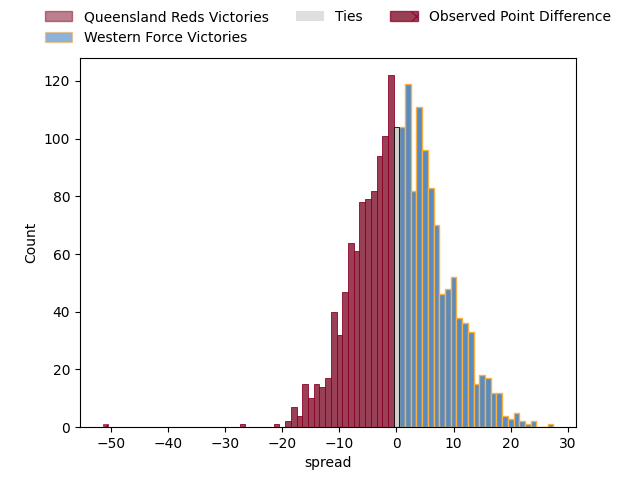 Queensland Reds Victories
Ties
Observed Point Difference
Western Force Victories
120
100
80
60
40
20
0
Count
−50 −40 −30 −20 −10 0 10 20 30
spread